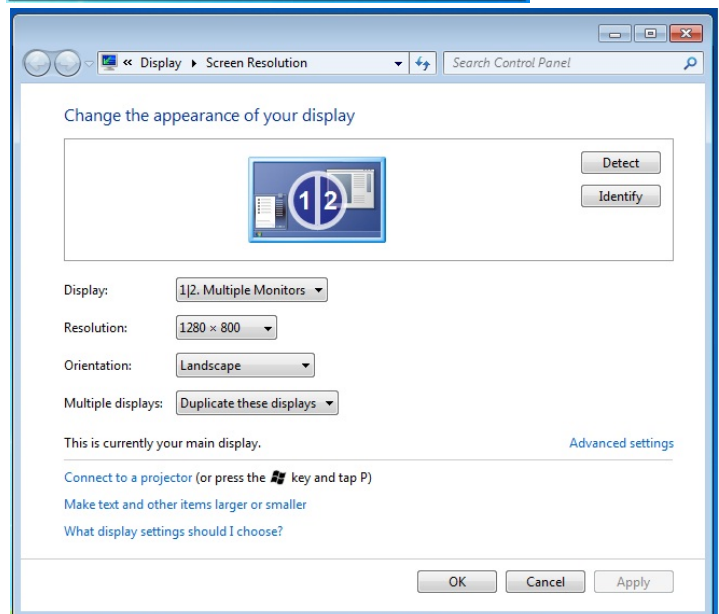 « Display ▸ Screen Resolution
Search Control Panel
Change the appearance of your display
1|2
Detect
Identify
Display: 1|2. Multiple Monitors
Resolution: 1280 × 800
Orientation: Landscape
Multiple displays: Duplicate these displays
This is currently your main display. Advanced settings
Connect to a projector (or press the key and tap P)
Make text and other items larger or smaller
What display settings should I choose?
OK Cancel Apply